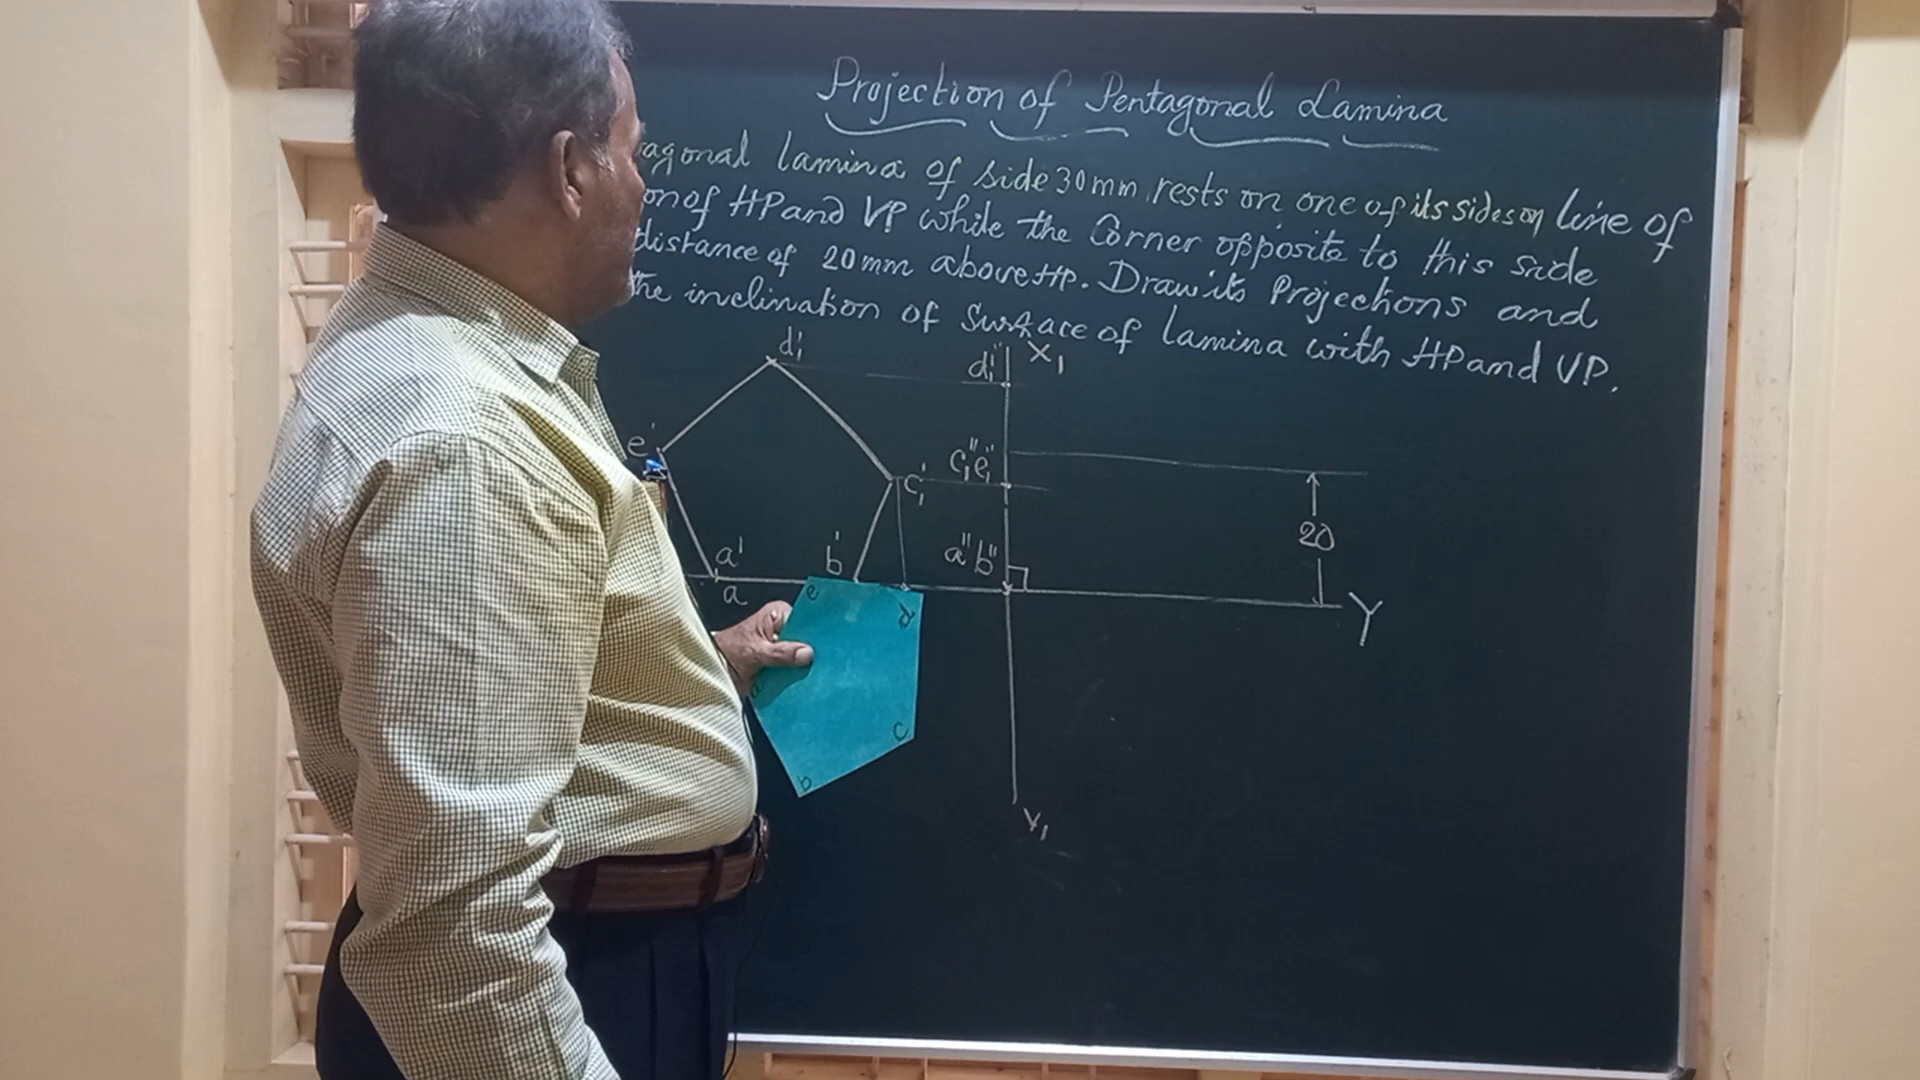 Projection of Pentagonal Lamina
agonal lamina of side 30mm, rests on one of its sides on line of
on of HP and VP while the Corner opposite to this side
distance of 20mm above HP. Draw its Projections and
the inclination of Surface of lamina with HP and VP.
d₁'
d₁''
X₁
e'
c₁'
c₁''e₁''
20
a'
b'
a''b''
a
Y
e
d
a
c
b
Y₁